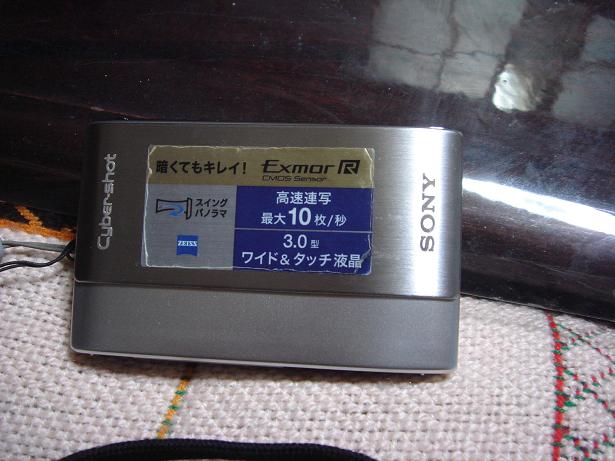 Cyber-shot
暗くてもキレイ! Exmor R
CMOS Sensor
スイング
パノラマ
高速連写
最大10枚/秒
ZEISS
3.0型
ワイド&タッチ液晶
SONY